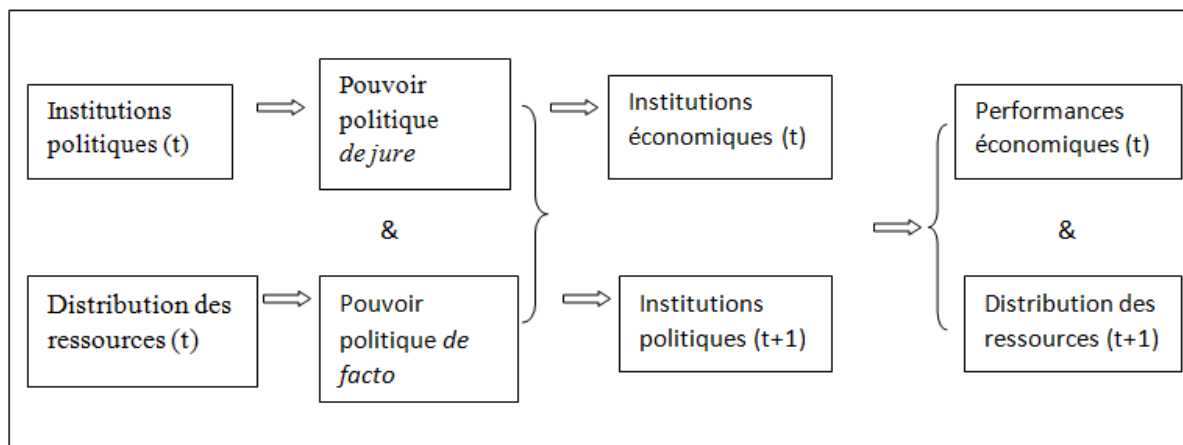 Institutions
politiques (t)
Pouvoir
politique
de jure
Institutions
économiques (t)
Performances
économiques (t)
&
&
Distribution des
ressources (t)
Pouvoir
politique de
facto
Institutions
politiques (t+1)
Distribution des
ressources (t+1)